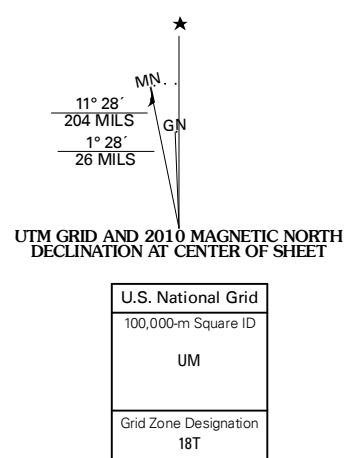 ★
MN
11° 28´
204 MILS
GN
1° 28´
26 MILS
UTM GRID AND 2010 MAGNETIC NORTH
DECLINATION AT CENTER OF SHEET
U.S. National Grid
100,000-m Square ID
UM
Grid Zone Designation
18T